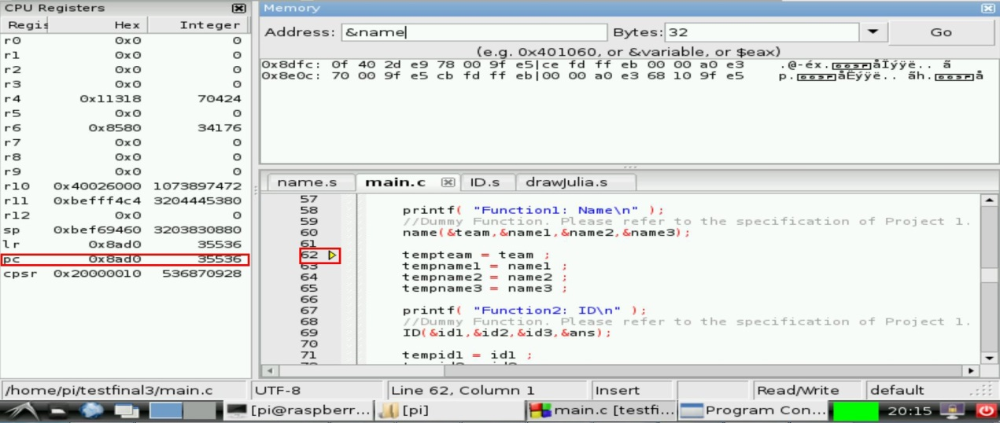 CPU Registers
Regis Hex Integer
r0 0x0 0
r1 0x0 0
r2 0x0 0
r3 0x0 0
r4 0x11318 70424
r5 0x0 0
r6 0x8580 34176
r7 0x0 0
r8 0x0 0
r9 0x0 0
r10 0x40026000 1073897472
r11 0xbefff4c4 3204445380
r12 0x0 0
sp 0xbef69460 3203830880
lr 0x8ad0 35536
pc 0x8ad0 35536
cpsr 0x20000010 536870928
Memory
Address: &name Bytes: 32 Go
(e.g. 0x401060, or &variable, or $eax)
0x8dfc: 0f 40 2d e9 78 00 9f e5|ce fd ff eb 00 00 a0 e3
0x8e0c: 70 00 9f e5 cb fd ff eb|00 00 a0 e3 68 10 9f e5
name.s main.c ID.s drawJulia.s
57
58 printf( "Function1: Name\n" );
59 //Dummy Function. Please refer to the specification of Project 1.
60 name(&team,&name1,&name2,&name3);
61
62 tempteam = team ;
63 tempname1 = name1 ;
64 tempname2 = name2 ;
65 tempname3 = name3 ;
66
67 printf( "Function2: ID\n" );
68 //Dummy Function. Please refer to the specification of Project 1.
69 ID(&id1,&id2,&id3,&ans);
70
71 tempid1 = id1 ;
/home/pi/testfinal3/main.c UTF-8 Line 62, Column 1 Insert Read/Write default
[pi@raspberr... [pi] main.c [testfi... Program Con... 20:15